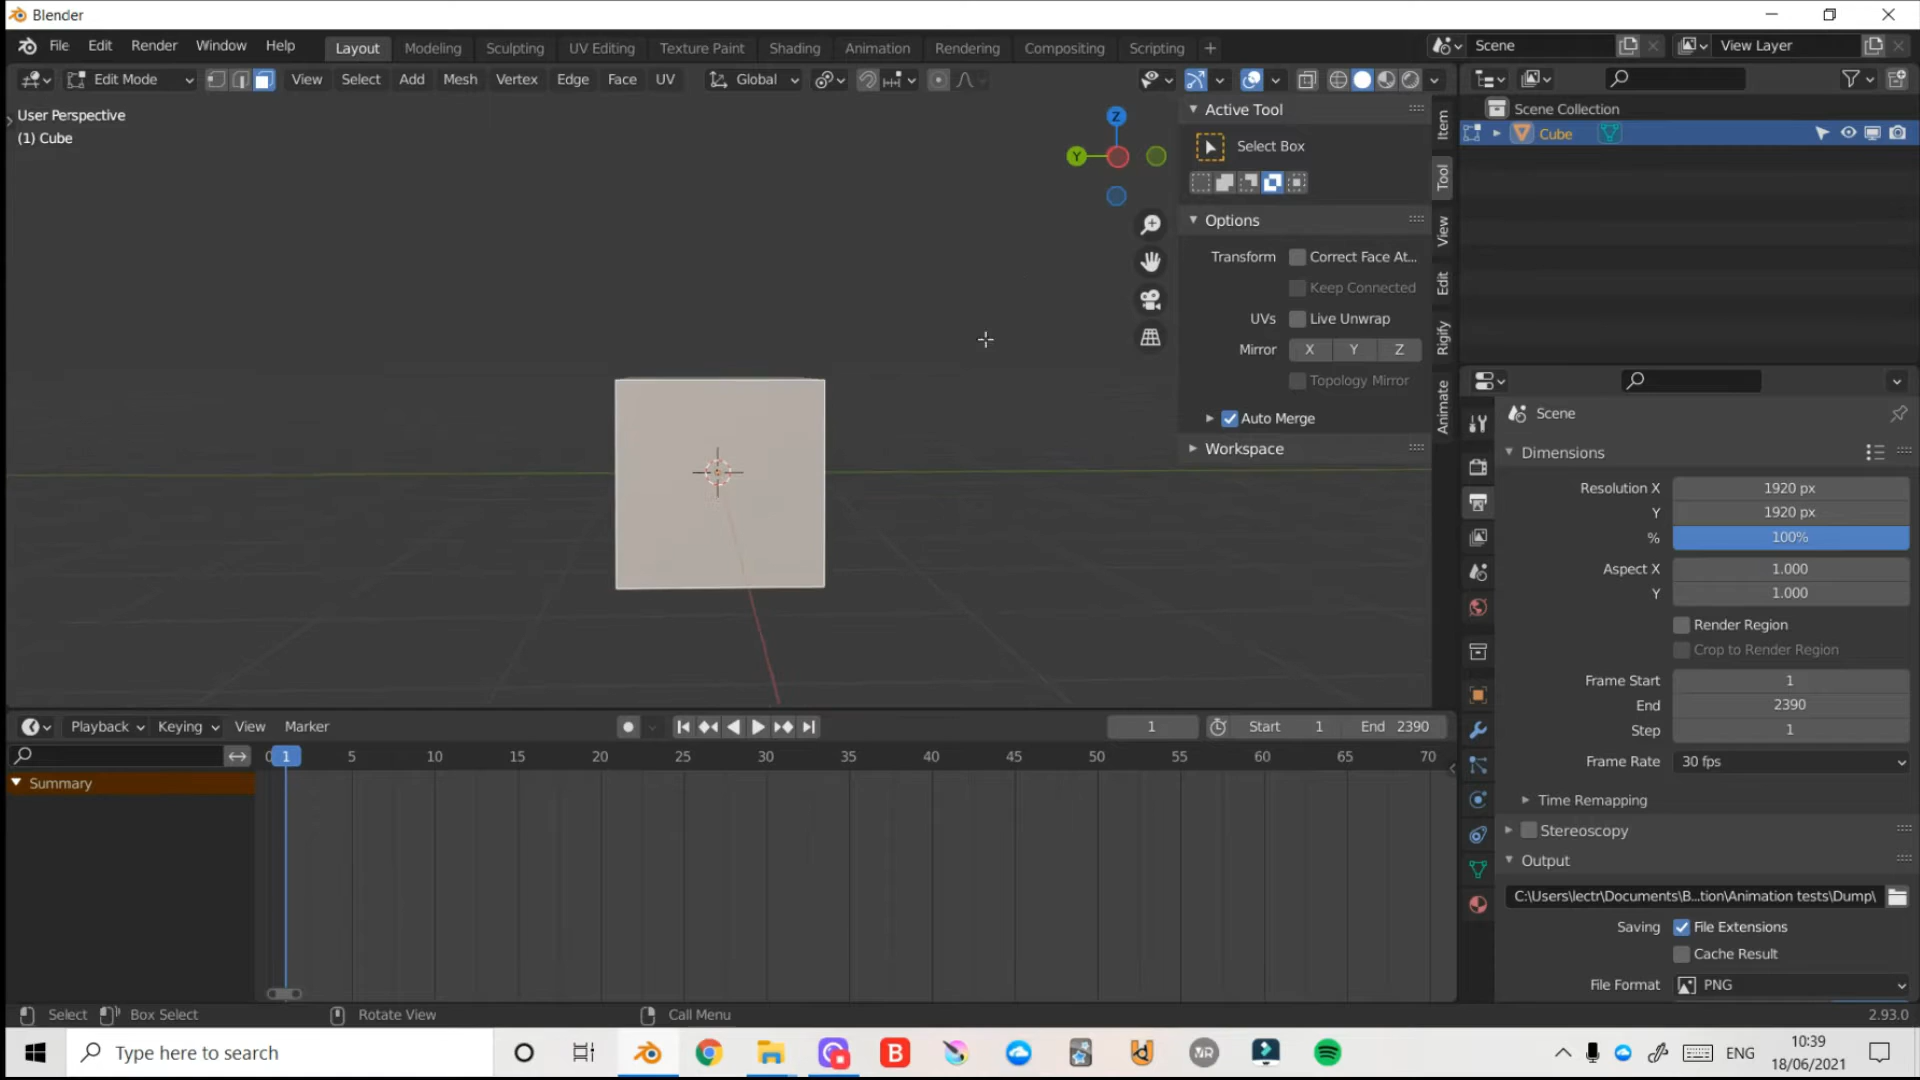 Blender
File Edit Render Window Help Layout Modeling Sculpting UV Editing Texture Paint Shading Animation Rendering Compositing Scripting + Scene View Layer
Edit Mode View Select Add Mesh Vertex Edge Face UV Global
User Perspective
(1) Cube
Z
Y
Active Tool
Select Box
Options
Transform Correct Face At...
Keep Connected
UVs Live Unwrap
Mirror X Y Z
Topology Mirror
Auto Merge
Workspace
Item
Tool
View
Edit
Rigify
Animate
Scene Collection
Cube
Scene
Dimensions
Resolution X 1920 px
Y 1920 px
% 100%
Aspect X 1.000
Y 1.000
Render Region
Crop to Render Region
Frame Start 1
End 2390
Step 1
Frame Rate 30 fps
Time Remapping
Stereoscopy
Output
C:\Users\lectr\Documents\B...tion\Animation tests\Dump\
Saving File Extensions
Cache Result
File Format PNG
Playback Keying View Marker 1 Start 1 End 2390
0 1 5 10 15 20 25 30 35 40 45 50 55 60 65 70
Summary
Select Box Select Rotate View Call Menu 2.93.0
Type here to search B VR ENG 10:39
18/06/2021